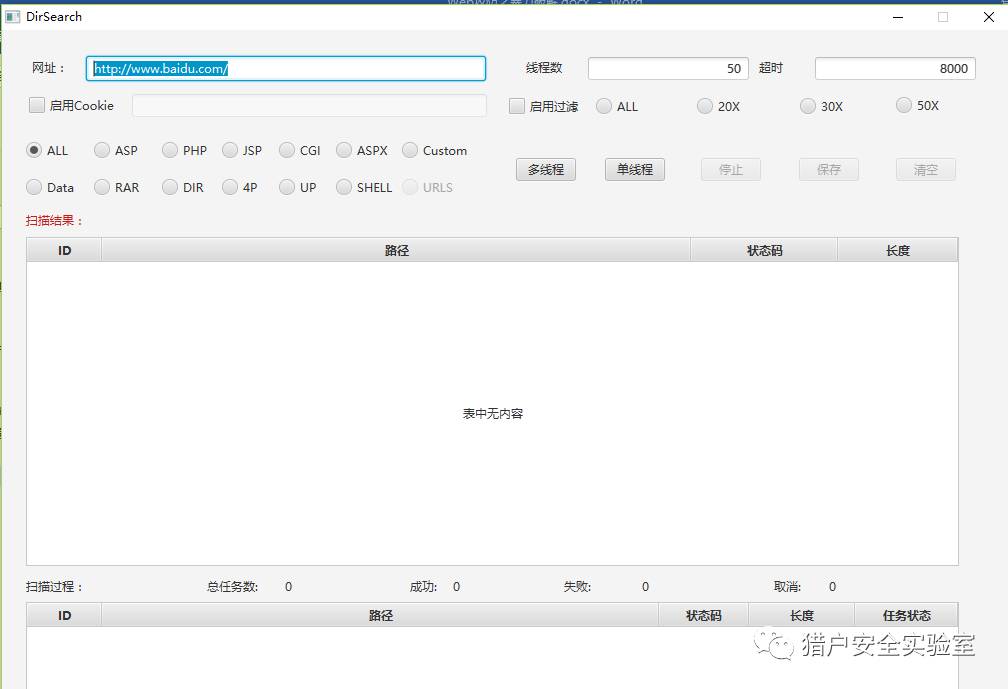 DirSearch
网址： http://www.baidu.com/ 线程数 50 超时 8000
启用Cookie 启用过滤 ALL 20X 30X 50X
ALL ASP PHP JSP CGI ASPX Custom
多线程 单线程 停止 保存 清空
Data RAR DIR 4P UP SHELL URLS
扫描结果：
ID 路径 状态码 长度
表中无内容
扫描过程： 总任务数: 0 成功: 0 失败: 0 取消: 0
ID 路径 状态码 长度 任务状态
猎户安全实验室